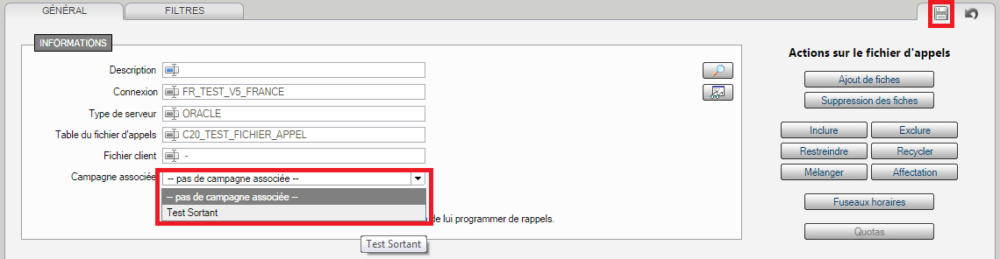 GÉNÉRAL
FILTRES
INFORMATIONS
Description
Connexion FR_TEST_V5_FRANCE
Type de serveur ORACLE
Table du fichier d'appels C20_TEST_FICHIER_APPEL
Fichier client -
Campagne associée -- pas de campagne associée --
-- pas de campagne associée --
Test Sortant
de lui programmer de rappels.
Test Sortant
Actions sur le fichier d'appels
Ajout de fiches
Suppression des fiches
Inclure Exclure
Restreindre Recycler
Mélanger Affectation
Fuseaux horaires
Quotas